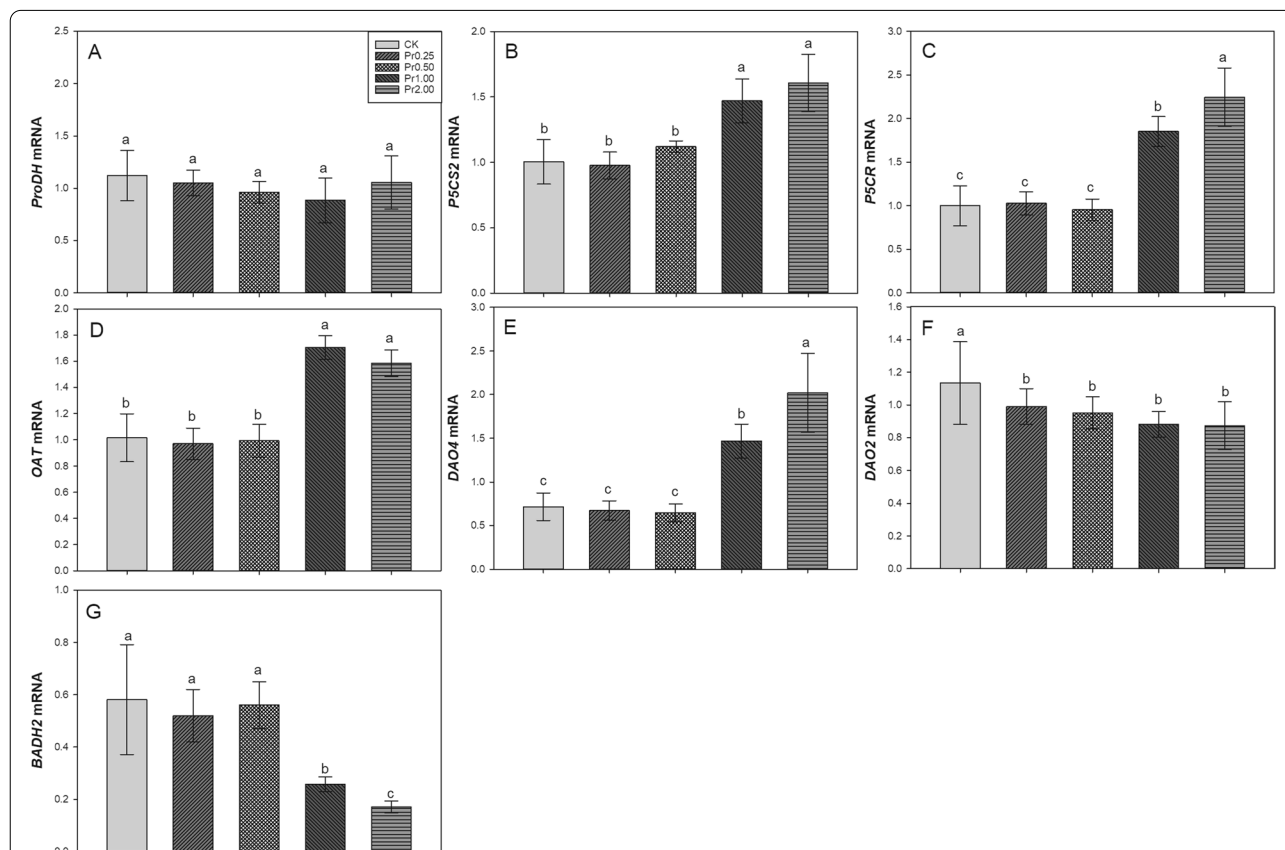 A
ProDH mRNA
2.5
2.0
1.5
1.0
0.5
0.0
CK
Pr0.25
Pr0.50
Pr1.00
Pr2.00
a
a
a
a
a
B
P5CS2 mRNA
2.0
1.5
1.0
0.5
0.0
b
b
b
a
a
C
P5CR mRNA
3.0
2.5
2.0
1.5
1.0
0.5
0.0
c
c
c
b
a
D
OAT mRNA
2.0
1.8
1.6
1.4
1.2
1.0
0.8
0.6
0.4
0.2
0.0
b
b
b
a
a
E
DAO4 mRNA
3.0
2.5
2.0
1.5
1.0
0.5
0.0
c
c
c
b
a
F
DAO2 mRNA
1.6
1.4
1.2
1.0
0.8
0.6
0.4
0.2
0.0
a
b
b
b
b
G
BADH2 mRNA
1.0
0.8
0.6
0.4
0.2
0.0
a
a
a
b
c